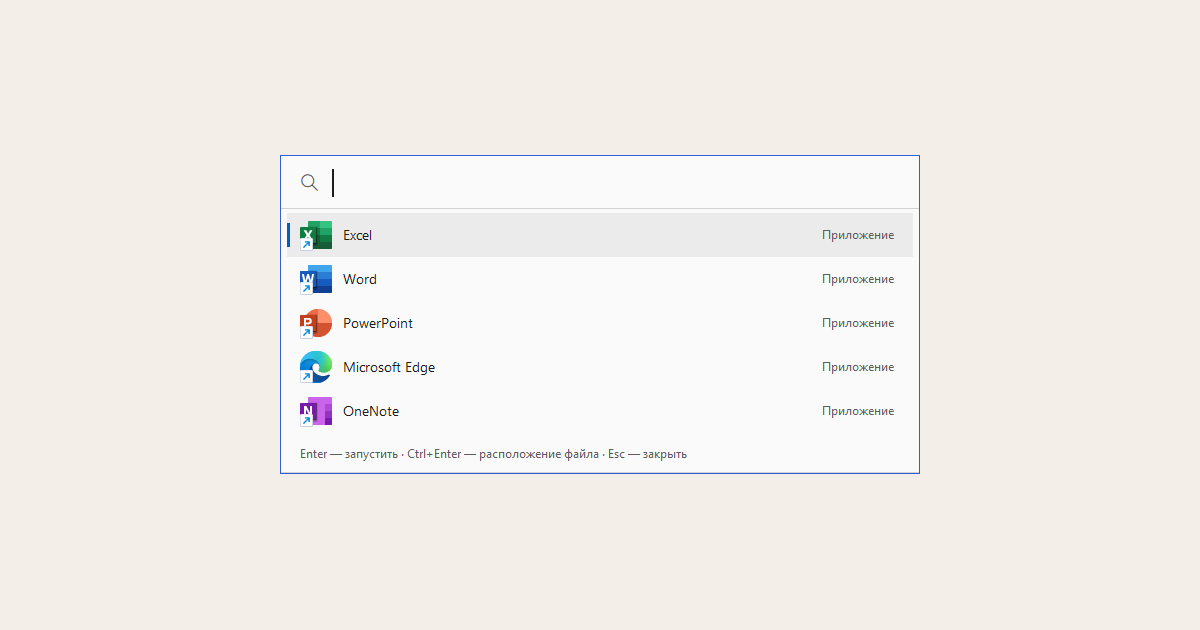 Excel Приложение
Word Приложение
PowerPoint Приложение
Microsoft Edge Приложение
OneNote Приложение
Enter — запустить · Ctrl+Enter — расположение файла · Esc — закрыть